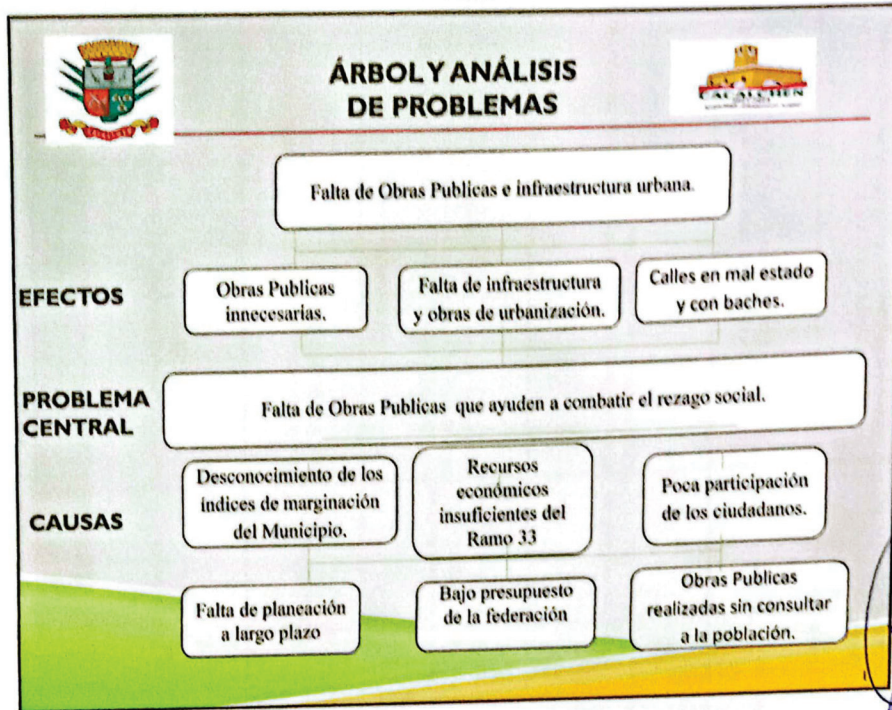 ÁRBOL Y ANÁLISIS
DE PROBLEMAS
CACALCHEN
Falta de Obras Publicas e infraestructura urbana.
EFECTOS
Obras Publicas
innecesarias.
Falta de infraestructura
y obras de urbanización.
Calles en mal estado
y con baches.
PROBLEMA
CENTRAL
Falta de Obras Publicas que ayuden a combatir el rezago social.
CAUSAS
Desconocimiento de los
índices de marginación
del Municipio.
Recursos
económicos
insuficientes del
Ramo 33
Poca participación
de los ciudadanos.
Falta de planeación
a largo plazo
Bajo presupuesto
de la federación
Obras Publicas
realizadas sin consultar
a la población.
1